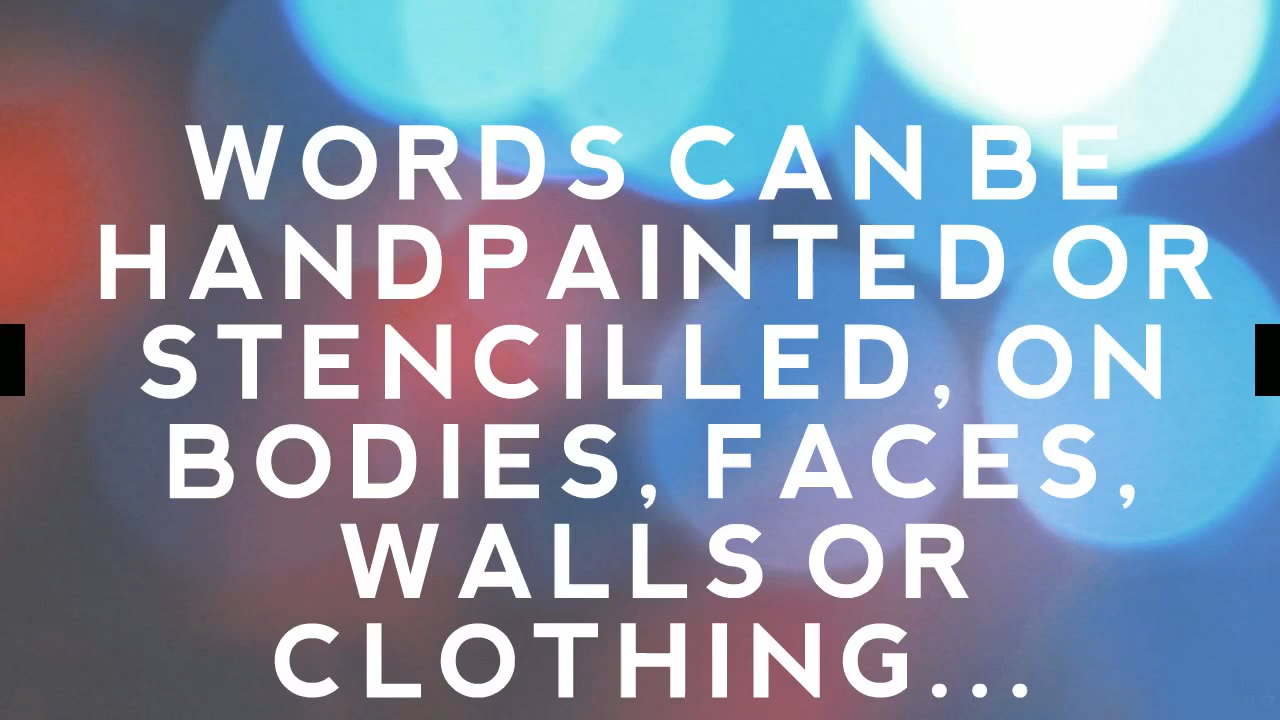 WORDS CAN BE
HANDPAINTED OR
STENCILLED, ON
BODIES, FACES,
WALLS OR
CLOTHING...